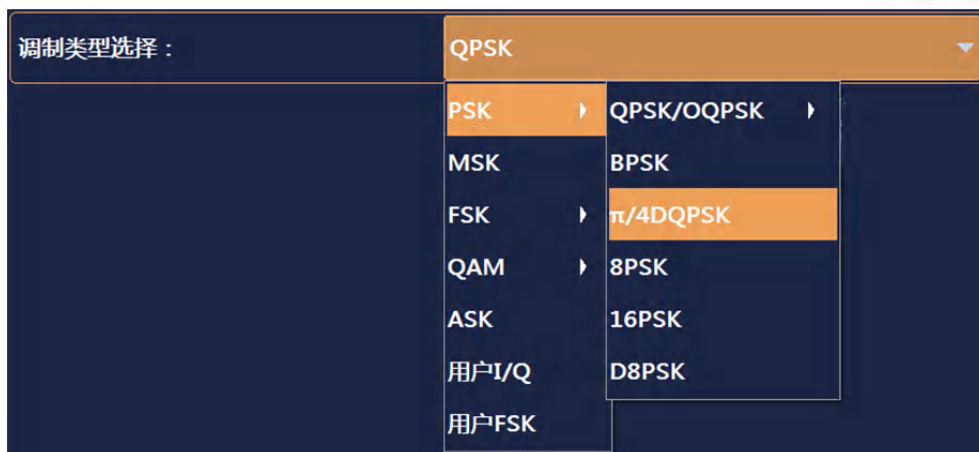 调制类型选择： QPSK
PSK QPSK/OQPSK
MSK BPSK
FSK π/4DQPSK
QAM 8PSK
ASK 16PSK
用户I/Q D8PSK
用户FSK